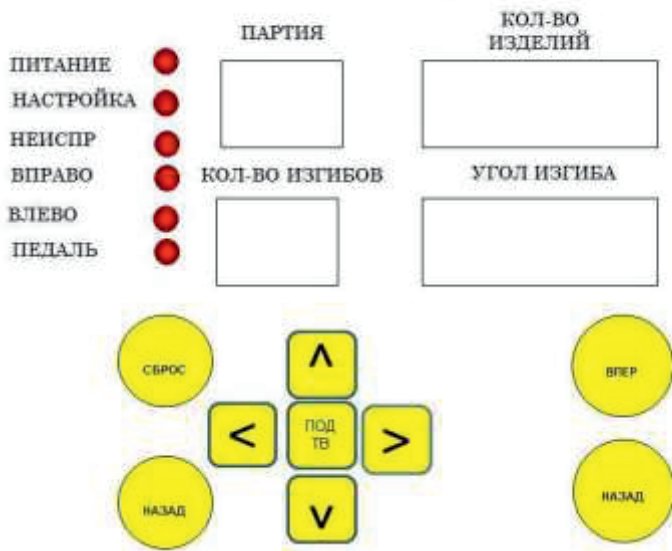 ПАРТИЯ
КОЛ-ВО
ИЗДЕЛИЙ
ПИТАНИЕ
НАСТРОЙКА
НЕИСПР
ВПРАВО
КОЛ-ВО ИЗГИБОВ
УГОЛ ИЗГИБА
ВЛЕВО
ПЕДАЛЬ
СБРОС
^
ВПЕР
<
ПОД
ТВ
>
НАЗАД
V
НАЗАД